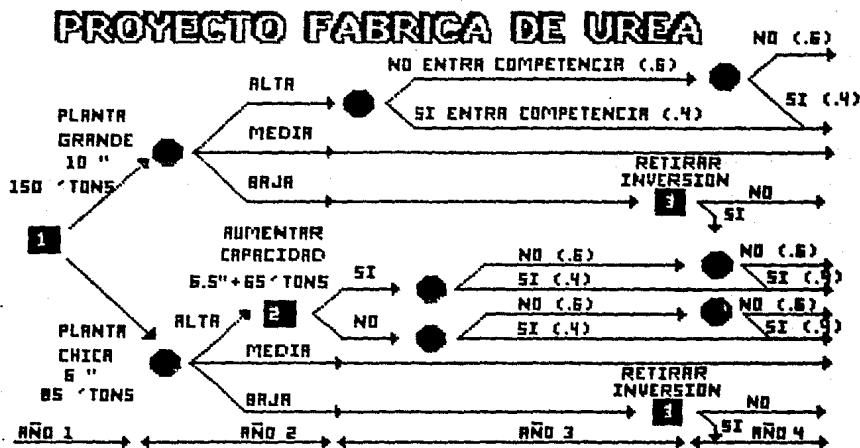 PROYECTO FABRICA DE UREA
NO (.6)
NO ENTRA COMPETENCIA (.6)
ALTA
SI (.4)
SI ENTRA COMPETENCIA (.4)
PLANTA
GRANDE
10 "
150 ´TONS
MEDIA
RETIRAR
INVERSION
BAJA
3
NO
SI
1
AUMENTAR
CAPACIDAD
6.5"+65´TONS
SI
NO (.6)
NO (.6)
SI (.4)
ALTA
2
NO (.6)
NO (.6)
NO
SI (.4)
PLANTA
CHICA
6 "
85 ´TONS
MEDIA
RETIRAR
INVERSION
BAJA
3
NO
SI
AÑO 1
AÑO 2
AÑO 3
AÑO 4